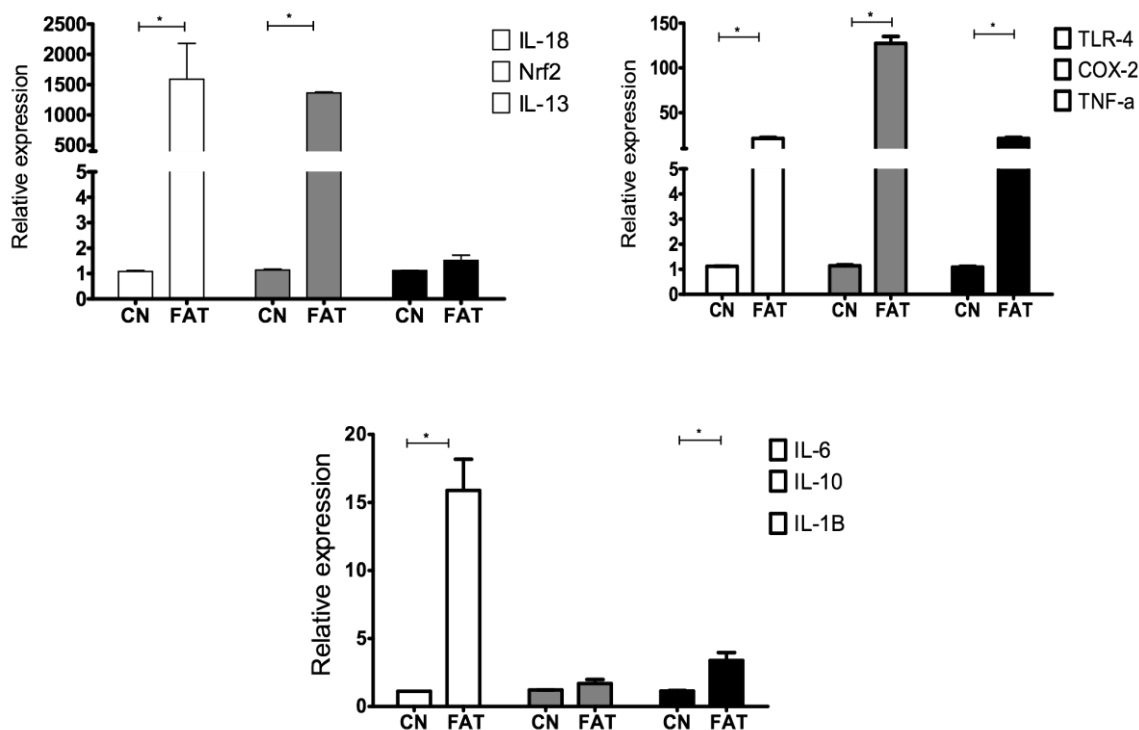 Relative expression
2500
2000
1500
1000
500
5
4
3
2
1
0
* *
CN FAT CN FAT CN FAT
IL-18
Nrf2
IL-13
Relative expression
150
100
50
5
4
3
2
1
0
* * *
CN FAT CN FAT CN FAT
TLR-4
COX-2
TNF-a
Relative expression
20
15
10
5
0
* *
CN FAT CN FAT CN FAT
IL-6
IL-10
IL-1B